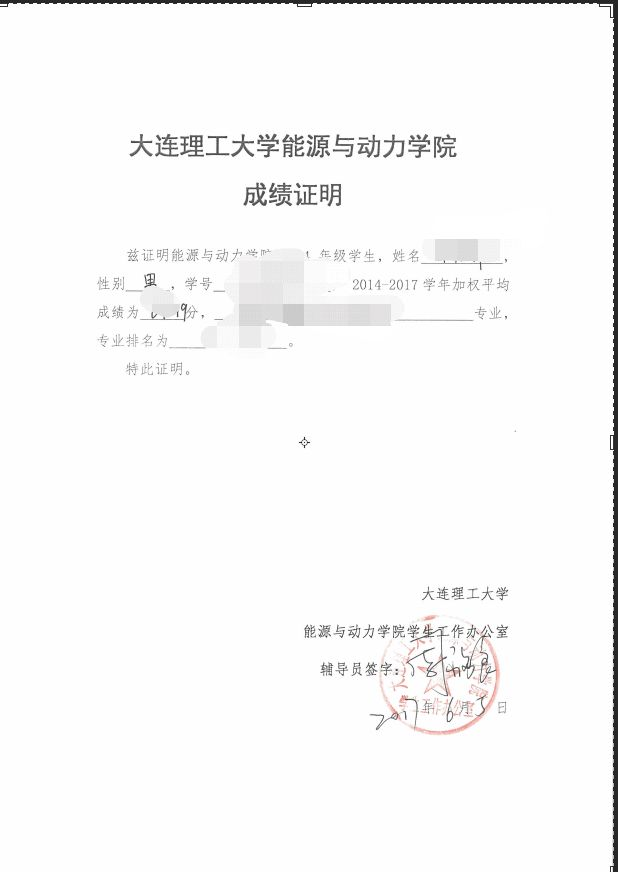 大连理工大学能源与动力学院
成绩证明
兹证明能源与动力学院 年级学生，姓名 ，
性别 男 ，学号 2014-2017 学年加权平均
成绩为 分， 专业，
专业排名为 。
特此证明。
大连理工大学
能源与动力学院学生工作办公室
辅导员签字：
2017 年 6 月 5 日